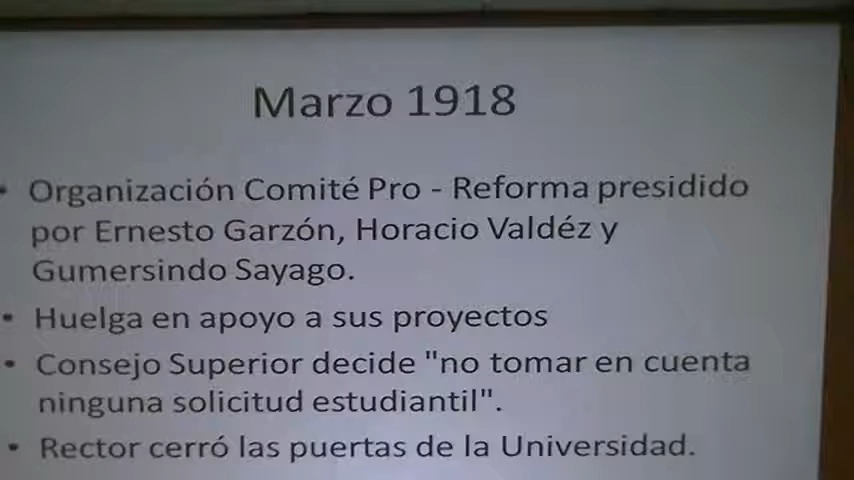 Marzo 1918
• Organización Comité Pro - Reforma presidido
por Ernesto Garzón, Horacio Valdéz y
Gumersindo Sayago.
• Huelga en apoyo a sus proyectos
• Consejo Superior decide "no tomar en cuenta
ninguna solicitud estudiantil".
• Rector cerró las puertas de la Universidad.